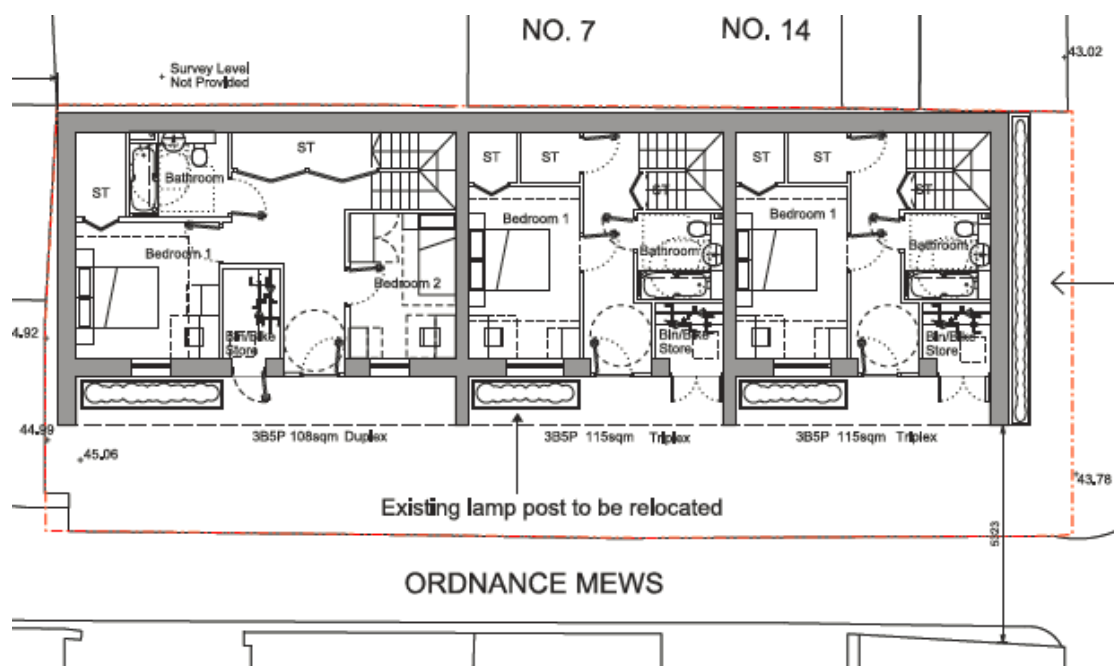 NO. 7
NO. 14
43.02
Survey Level
Not Provided
ST
Bathroom
ST
Bedroom 1
Bedroom 2
Bin/Bike
Store
ST
ST
ST
Bedroom 1
Bathroom
Bin/Bike
Store
ST
ST
ST
Bedroom 1
Bathroom
Bin/Bike
Store
4.92
44.99
45.06
3B5P 108sqm Duplex
3B5P 115sqm Triplex
3B5P 115sqm Triplex
43.78
Existing lamp post to be relocated
5323
ORDNANCE MEWS